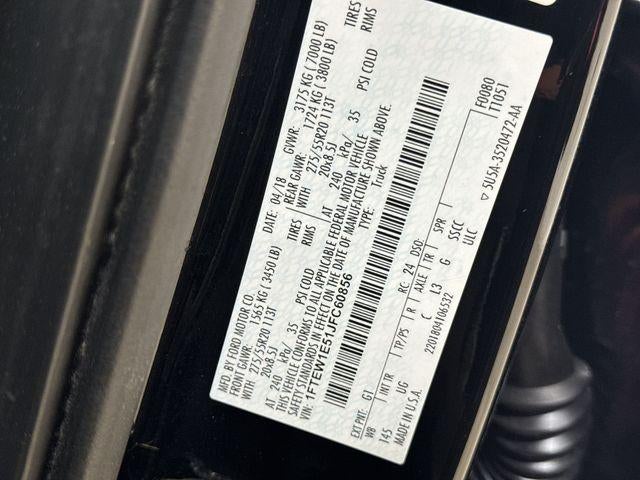 MFD. BY FORD MOTOR CO.
DATE: 04/18 GVWR: 3175 KG ( 7000 LB)
FRONT GAWR: 1565 KG ( 3450 LB) REAR GAWR: 1724 KG ( 3800 LB)
WITH 275/55R20 113T TIRES WITH 275/55R20 113T TIRES
20x8.5J RIMS 20x8.5J RIMS
AT 240 kPa/ 35 PSI COLD AT 240 kPa/ 35 PSI COLD
THIS VEHICLE CONFORMS TO ALL APPLICABLE FEDERAL MOTOR VEHICLE
SAFETY STANDARDS IN EFFECT ON THE DATE OF MANUFACTURE SHOWN ABOVE.
VIN: 1FTEW1E51JFC60856 TYPE: Truck
F0080
T1051
EXT PNT: G1 RC: 24 DSO:
WB INT TR TP/PS R AXLE TR SPR
145 UG C L3 G SSCC
ULC
MADE IN U.S.A. 2201804106532 5U5A-3520472-AA